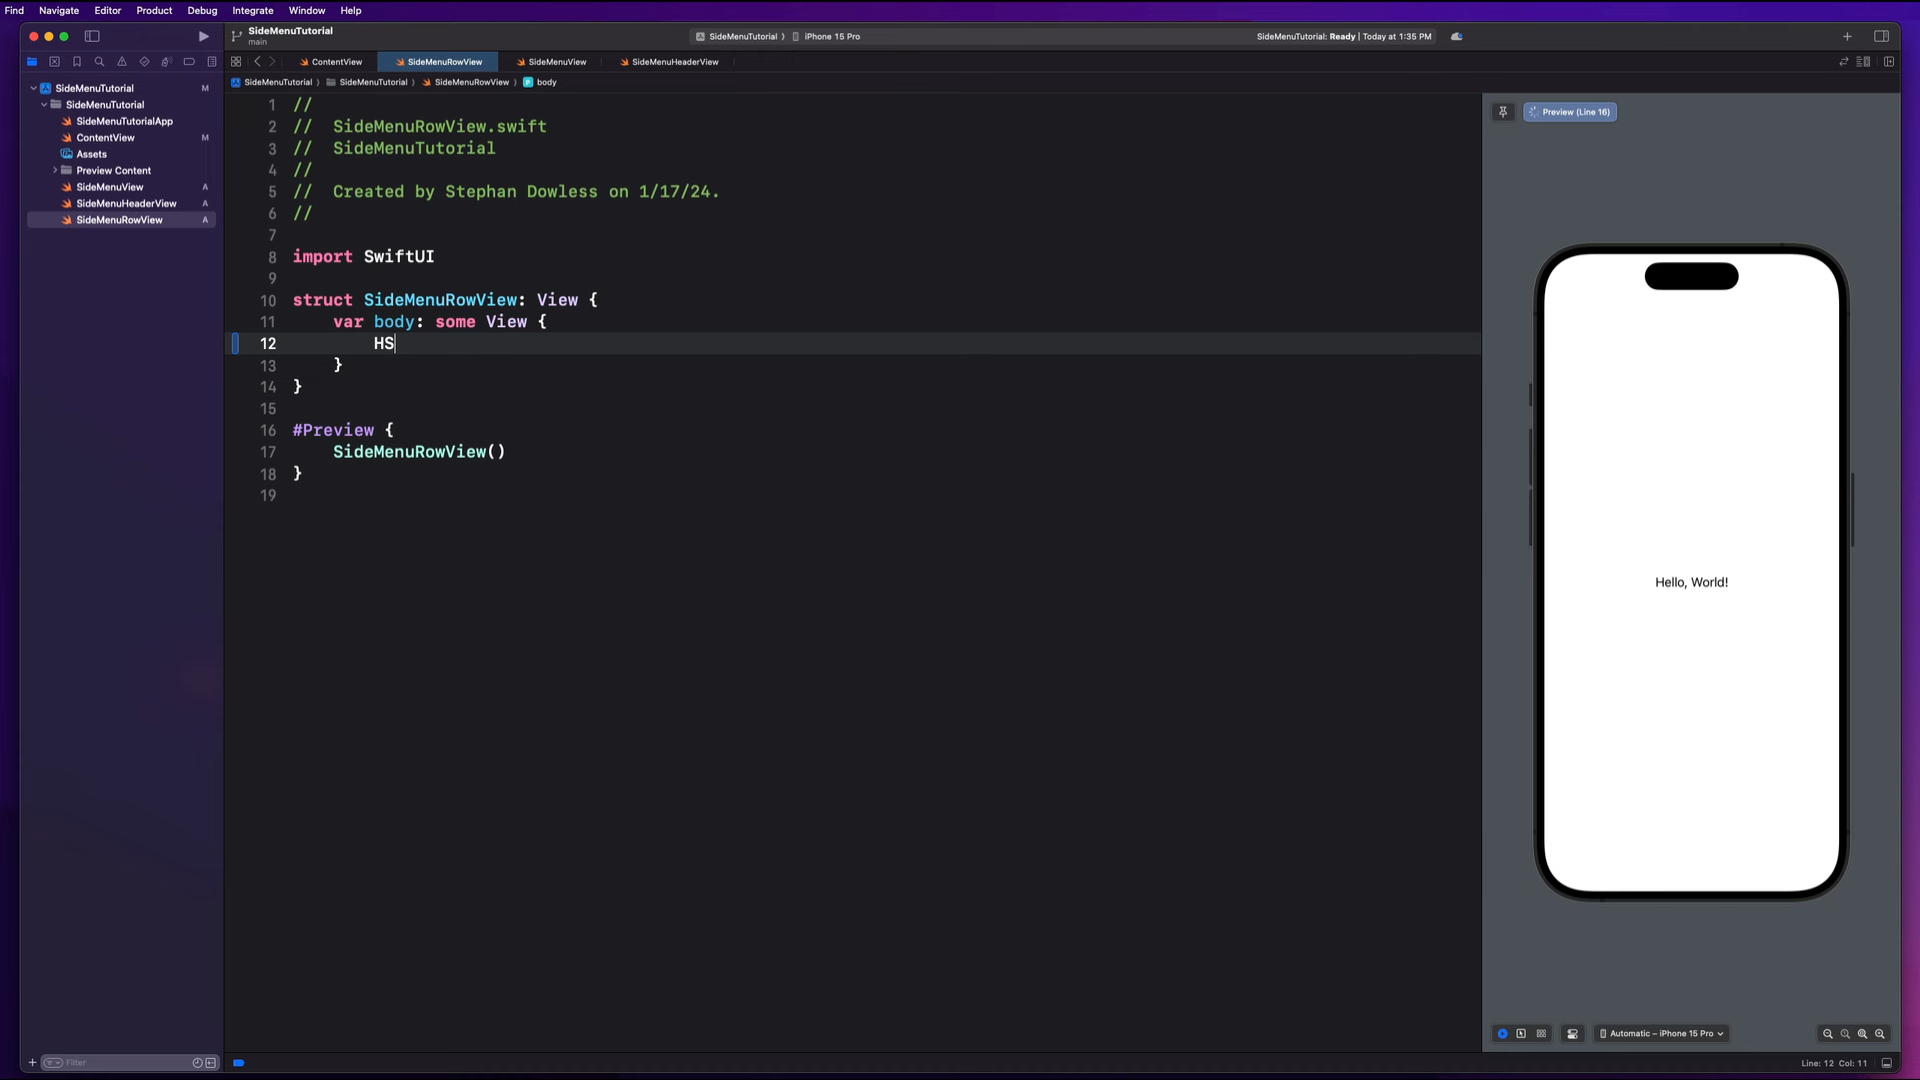 Find Navigate Editor Product Debug Integrate Window Help
SideMenuTutorial
main
SideMenuTutorial iPhone 15 Pro
SideMenuTutorial: Ready | Today at 1:35 PM
ContentView SideMenuRowView SideMenuView SideMenuHeaderView
SideMenuTutorial SideMenuTutorial SideMenuRowView body
SideMenuTutorial M
SideMenuTutorial
SideMenuTutorialApp
ContentView M
Assets
Preview Content
SideMenuView A
SideMenuHeaderView A
SideMenuRowView A
Filter
1 //
2 // SideMenuRowView.swift
3 // SideMenuTutorial
4 //
5 // Created by Stephan Dowless on 1/17/24.
6 //
7
8 import SwiftUI
9
10 struct SideMenuRowView: View {
11 var body: some View {
12 HS
13 }
14 }
15
16 #Preview {
17 SideMenuRowView()
18 }
19
Preview (Line 16)
Hello, World!
Automatic – iPhone 15 Pro
Line: 12 Col: 11